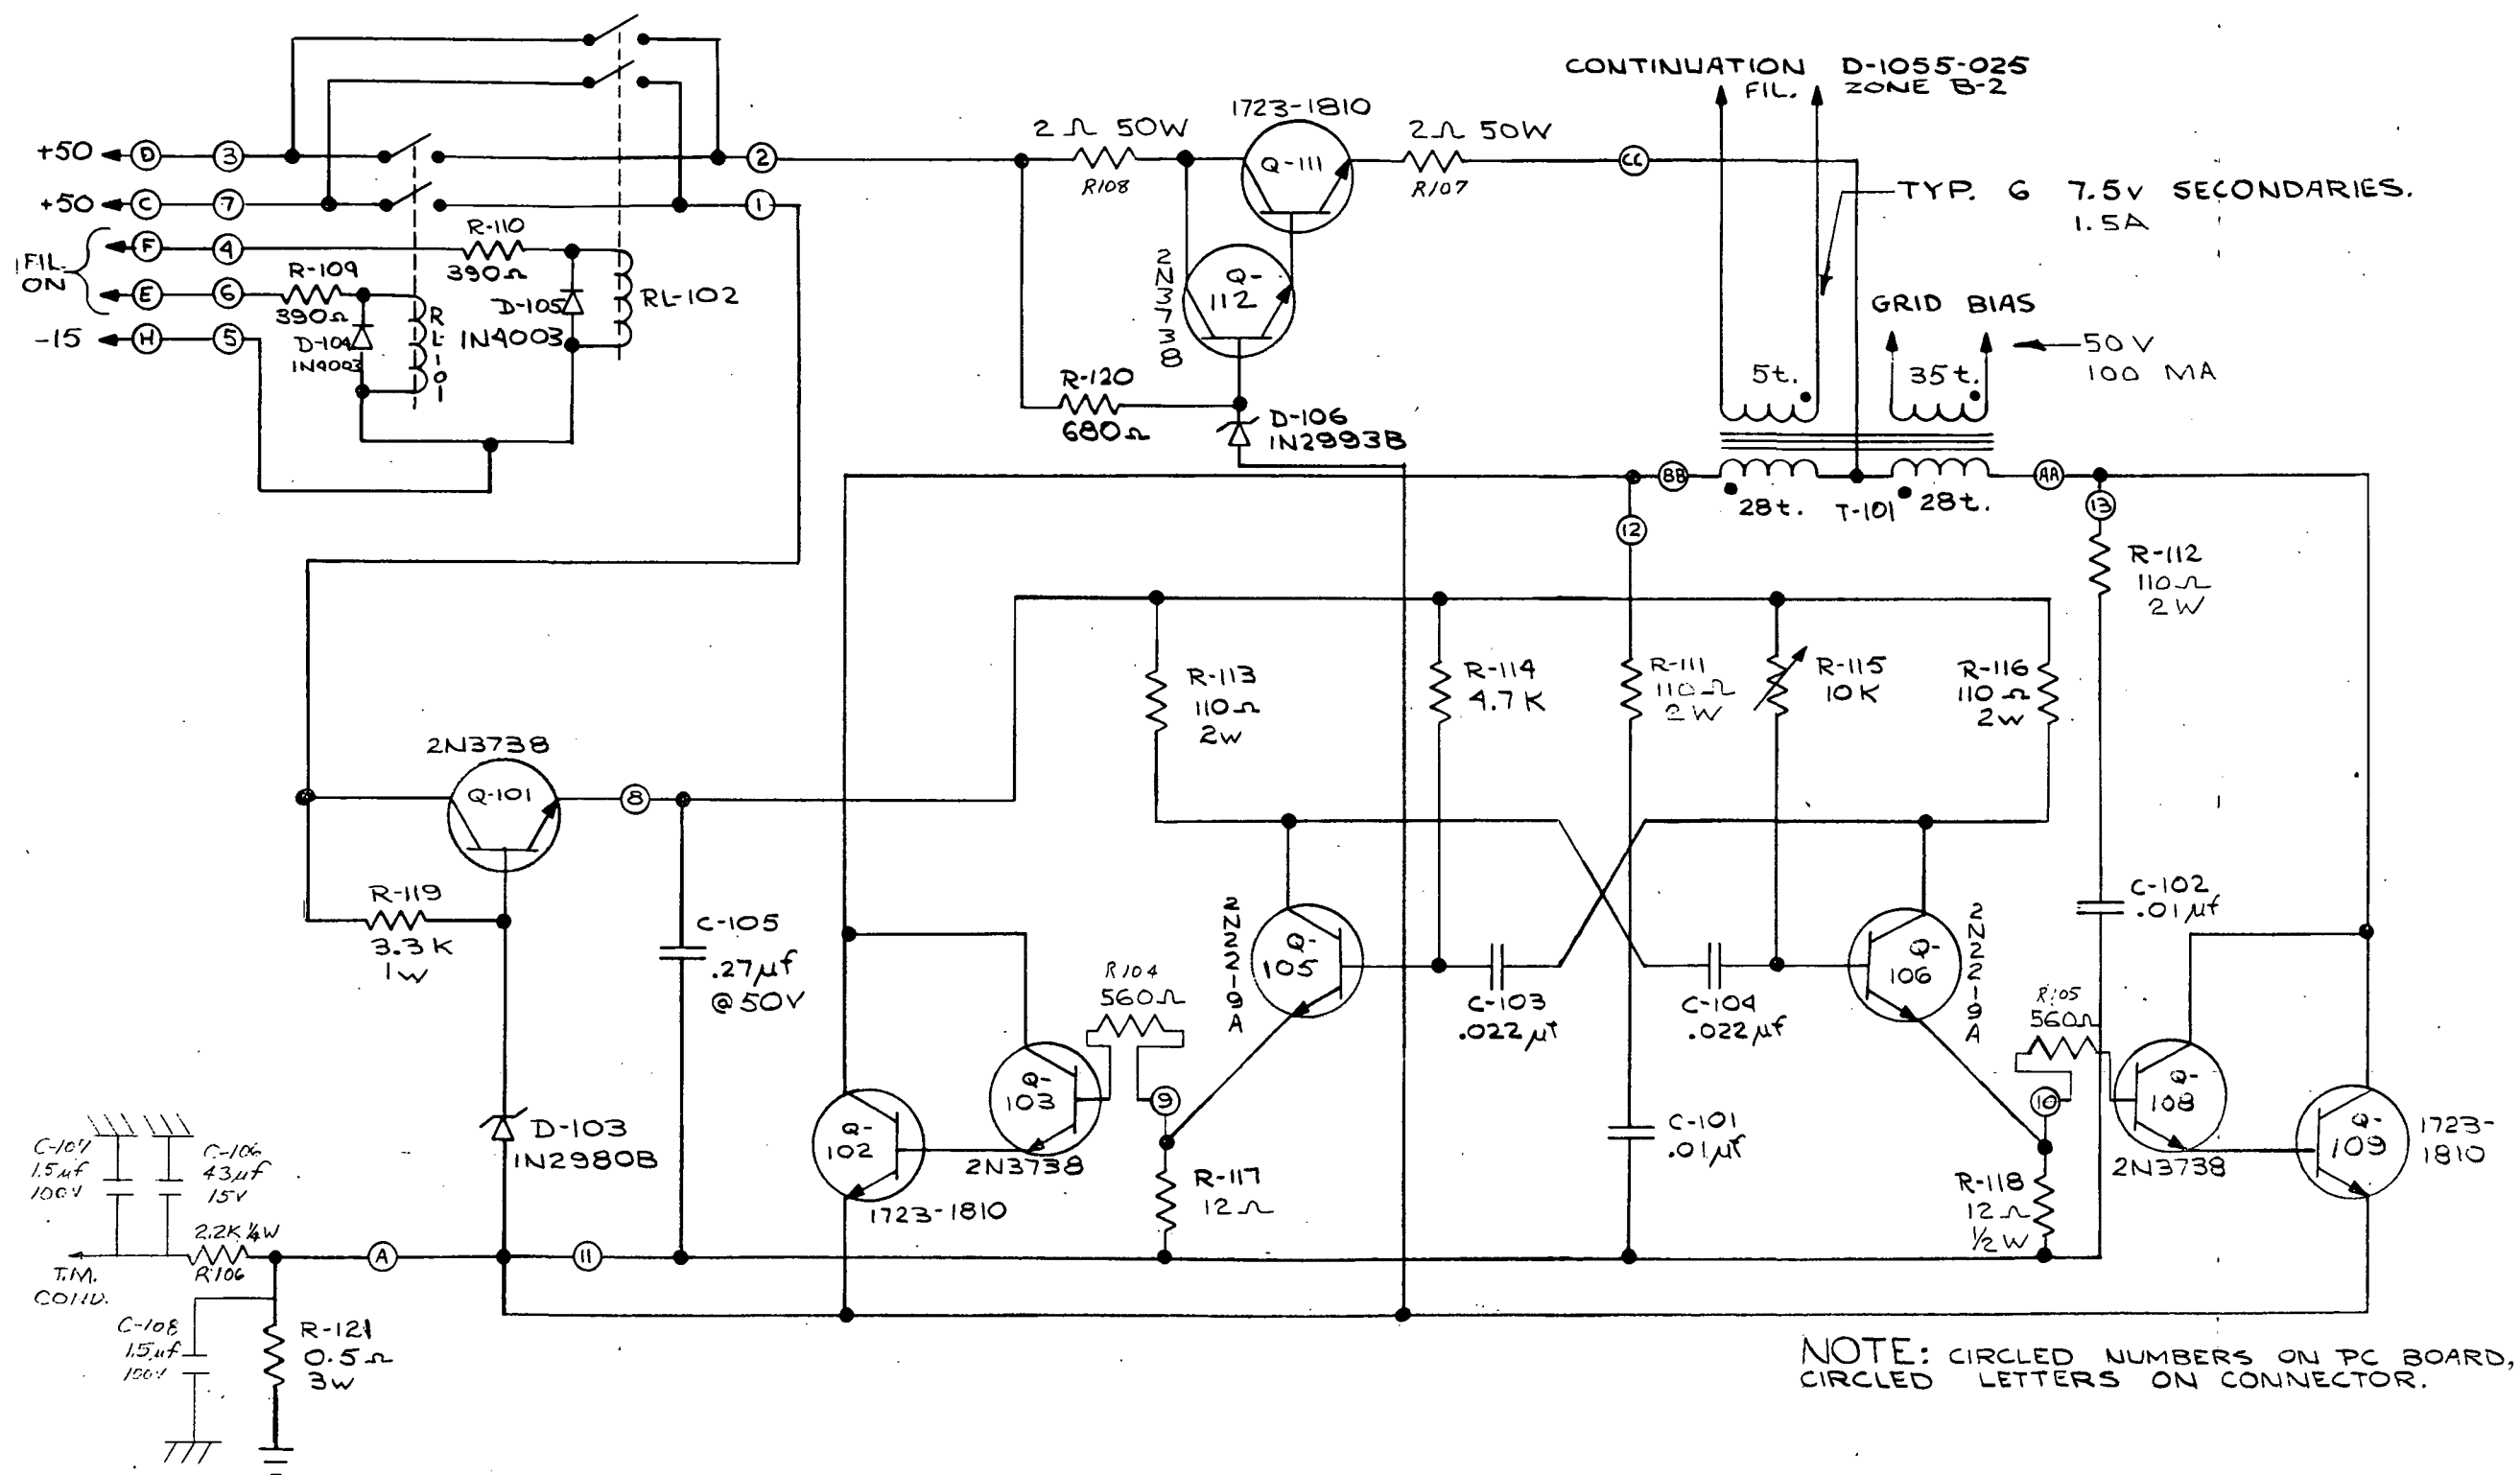 CONTINUATION D-1055-025
FIL. ZONE B-2
1723-1810
2Ω 50W
Q-111
2Ω 50W
R108
R107
CC
+50
D
3
2
+50
C
7
1
TYP. 6 7.5V SECONDARIES.
1.5A
FIL.
ON
F
4
R-110
390Ω
E
6
R-109
390Ω
D-105
1N4003
RL-102
-15
H
5
D-104
1N4003
RL-101
2N3738
Q-
112
GRID BIAS
50V
100 MA
5t.
35t.
R-120
680Ω
D-106
1N2993B
BB
AA
28t.
T-101
28t.
12
13
R-112
110Ω
2W
R-113
110Ω
2W
R-114
4.7K
R-111
110Ω
2W
R-115
10K
R-116
110Ω
2W
2N3738
Q-101
8
R-119
3.3K
1W
C-105
.27µf
@50V
2N2219A
Q-
105
2N2219A
Q-
106
C-102
.01µf
R104
560Ω
C-103
.022µf
C-104
.022µf
R105
560Ω
Q-
103
9
10
Q-
108
D-103
1N2980B
Q-
102
2N3738
1723-1810
C-101
.01µf
2N3738
Q-
109
1723-
1810
R-117
12Ω
R-118
12Ω
1/2W
C-107
1.5µf
100V
C-106
43µf
15V
2.2K ¼W
R106
A
11
T.M.
COND.
C-108
1.5µf
100V
R-121
0.5Ω
3W
NOTE: CIRCLED NUMBERS ON PC BOARD,
CIRCLED LETTERS ON CONNECTOR.